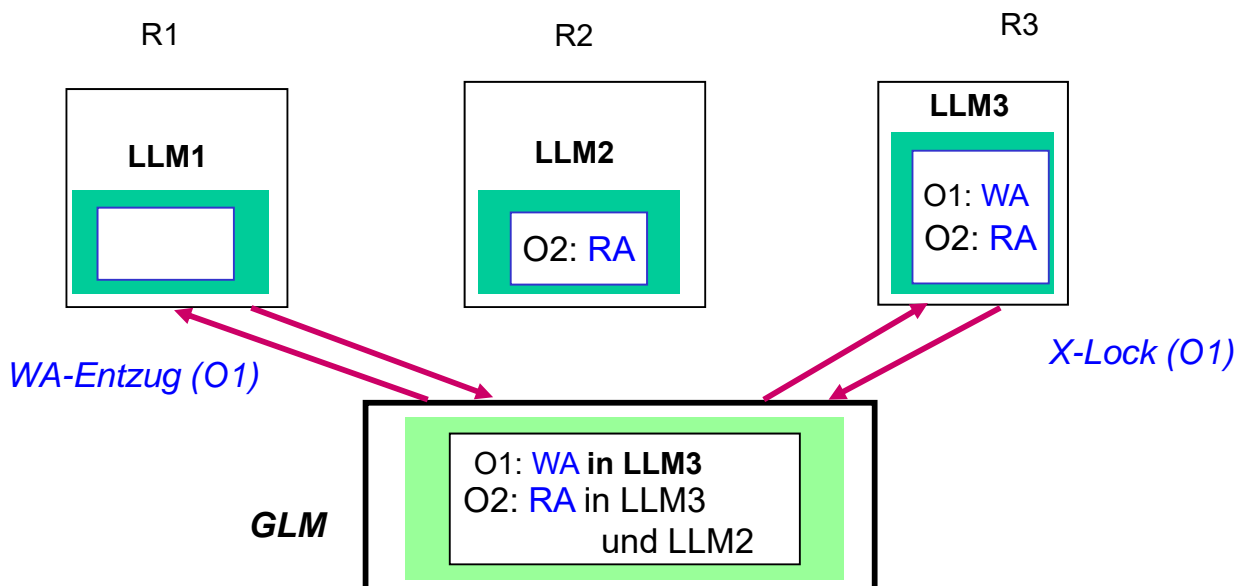 R1
R2
R3
LLM1
LLM2
LLM3
O2: RA
O1: WA
O2: RA
WA-Entzug (O1)
X-Lock (O1)
GLM
O1: WA in LLM3
O2: RA in LLM3
und LLM2